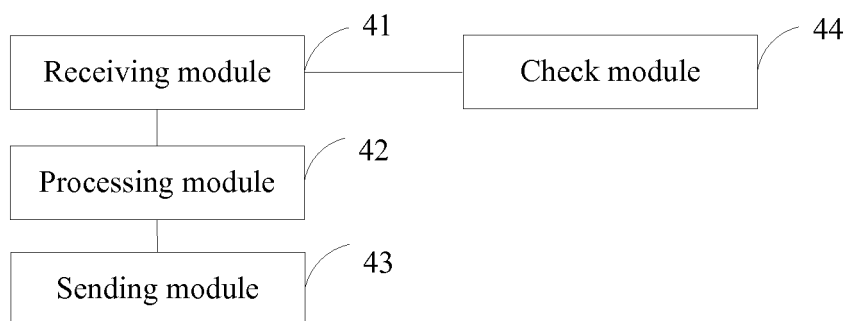 41
Receiving module
44
Check module
42
Processing module
43
Sending module